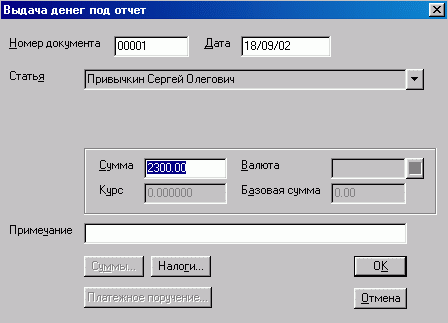 Выдача денег под отчет
Номер документа 00001 Дата 18/09/02
Статья Привычкин Сергей Олегович
Сумма 2300.00 Валюта
Курс 0.000000 Базовая сумма 0.00
Примечание
Суммы... Налоги... OK
Платежное поручение... Отмена